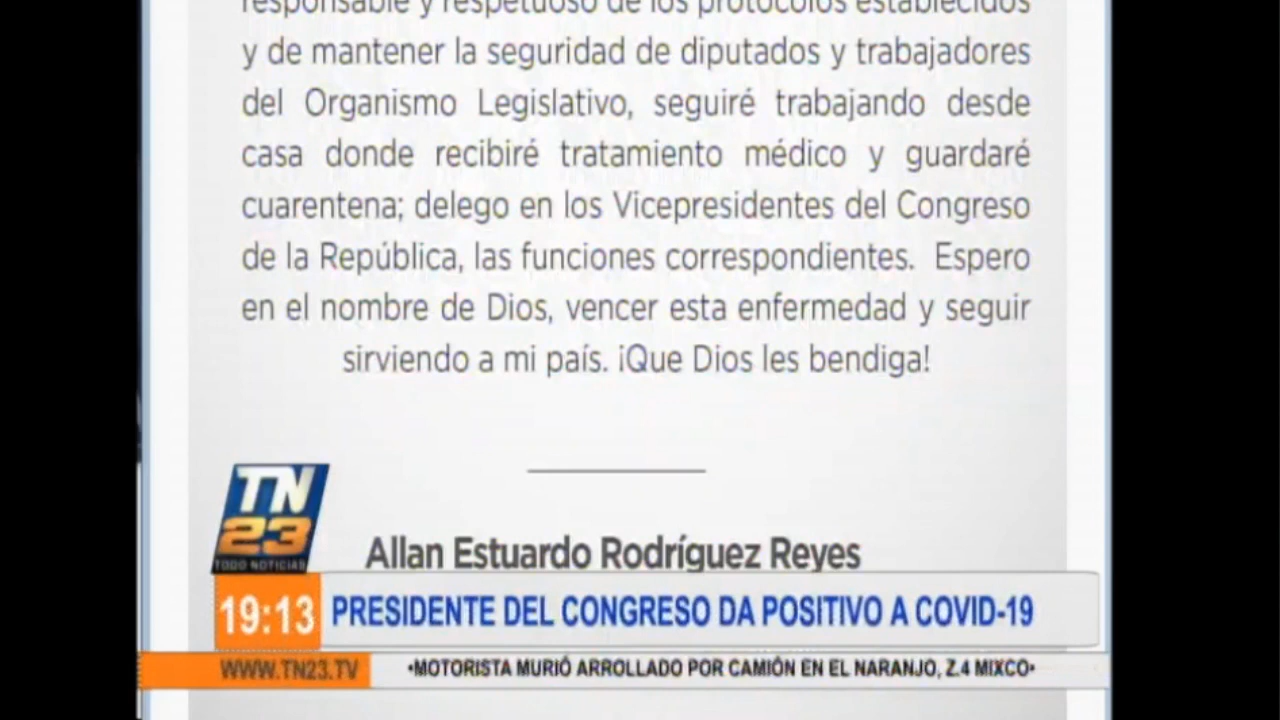 responsable y respetuoso de los protocolos establecidos
y de mantener la seguridad de diputados y trabajadores
del Organismo Legislativo, seguiré trabajando desde
casa donde recibiré tratamiento médico y guardaré
cuarentena; delego en los Vicepresidentes del Congreso
de la República, las funciones correspondientes. Espero
en el nombre de Dios, vencer esta enfermedad y seguir
sirviendo a mi país. ¡Que Dios les bendiga!
Allan Estuardo Rodríguez Reyes
TN
23
TODO NOTICIAS
19:13 PRESIDENTE DEL CONGRESO DA POSITIVO A COVID-19
WWW.TN23.TV •MOTORISTA MURIÓ ARROLLADO POR CAMIÓN EN EL NARANJO, Z.4 MIXCO•